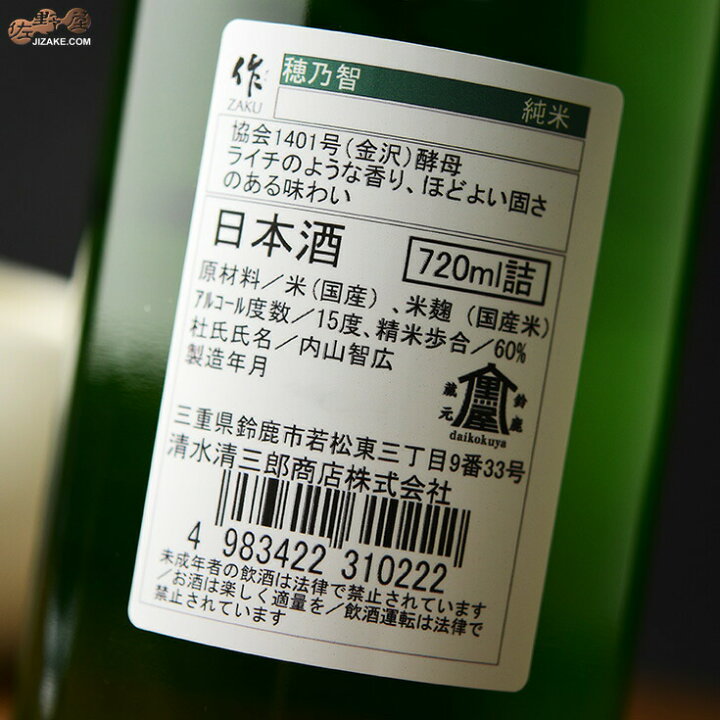 佐野屋
JIZAKE.COM
作 穂乃智
ZAKU
純米
協会1401号(金沢)酵母
ライチのような香り、ほどよい固さ
のある味わい
日本酒 720ml詰
原材料/米(国産)、米麹(国産米)
アルコール度数/15度、精米歩合/60%
杜氏氏名/内山智広
製造年月
蔵元 鈴鹿
黒屋
daikokuya
三重県鈴鹿市若松東三丁目9番33号
清水清三郎商店株式会社
4 983422 310222
未成年者の飲酒は法律で禁止されています
/お酒は楽しく適量を/飲酒運転は法律で
禁止されています